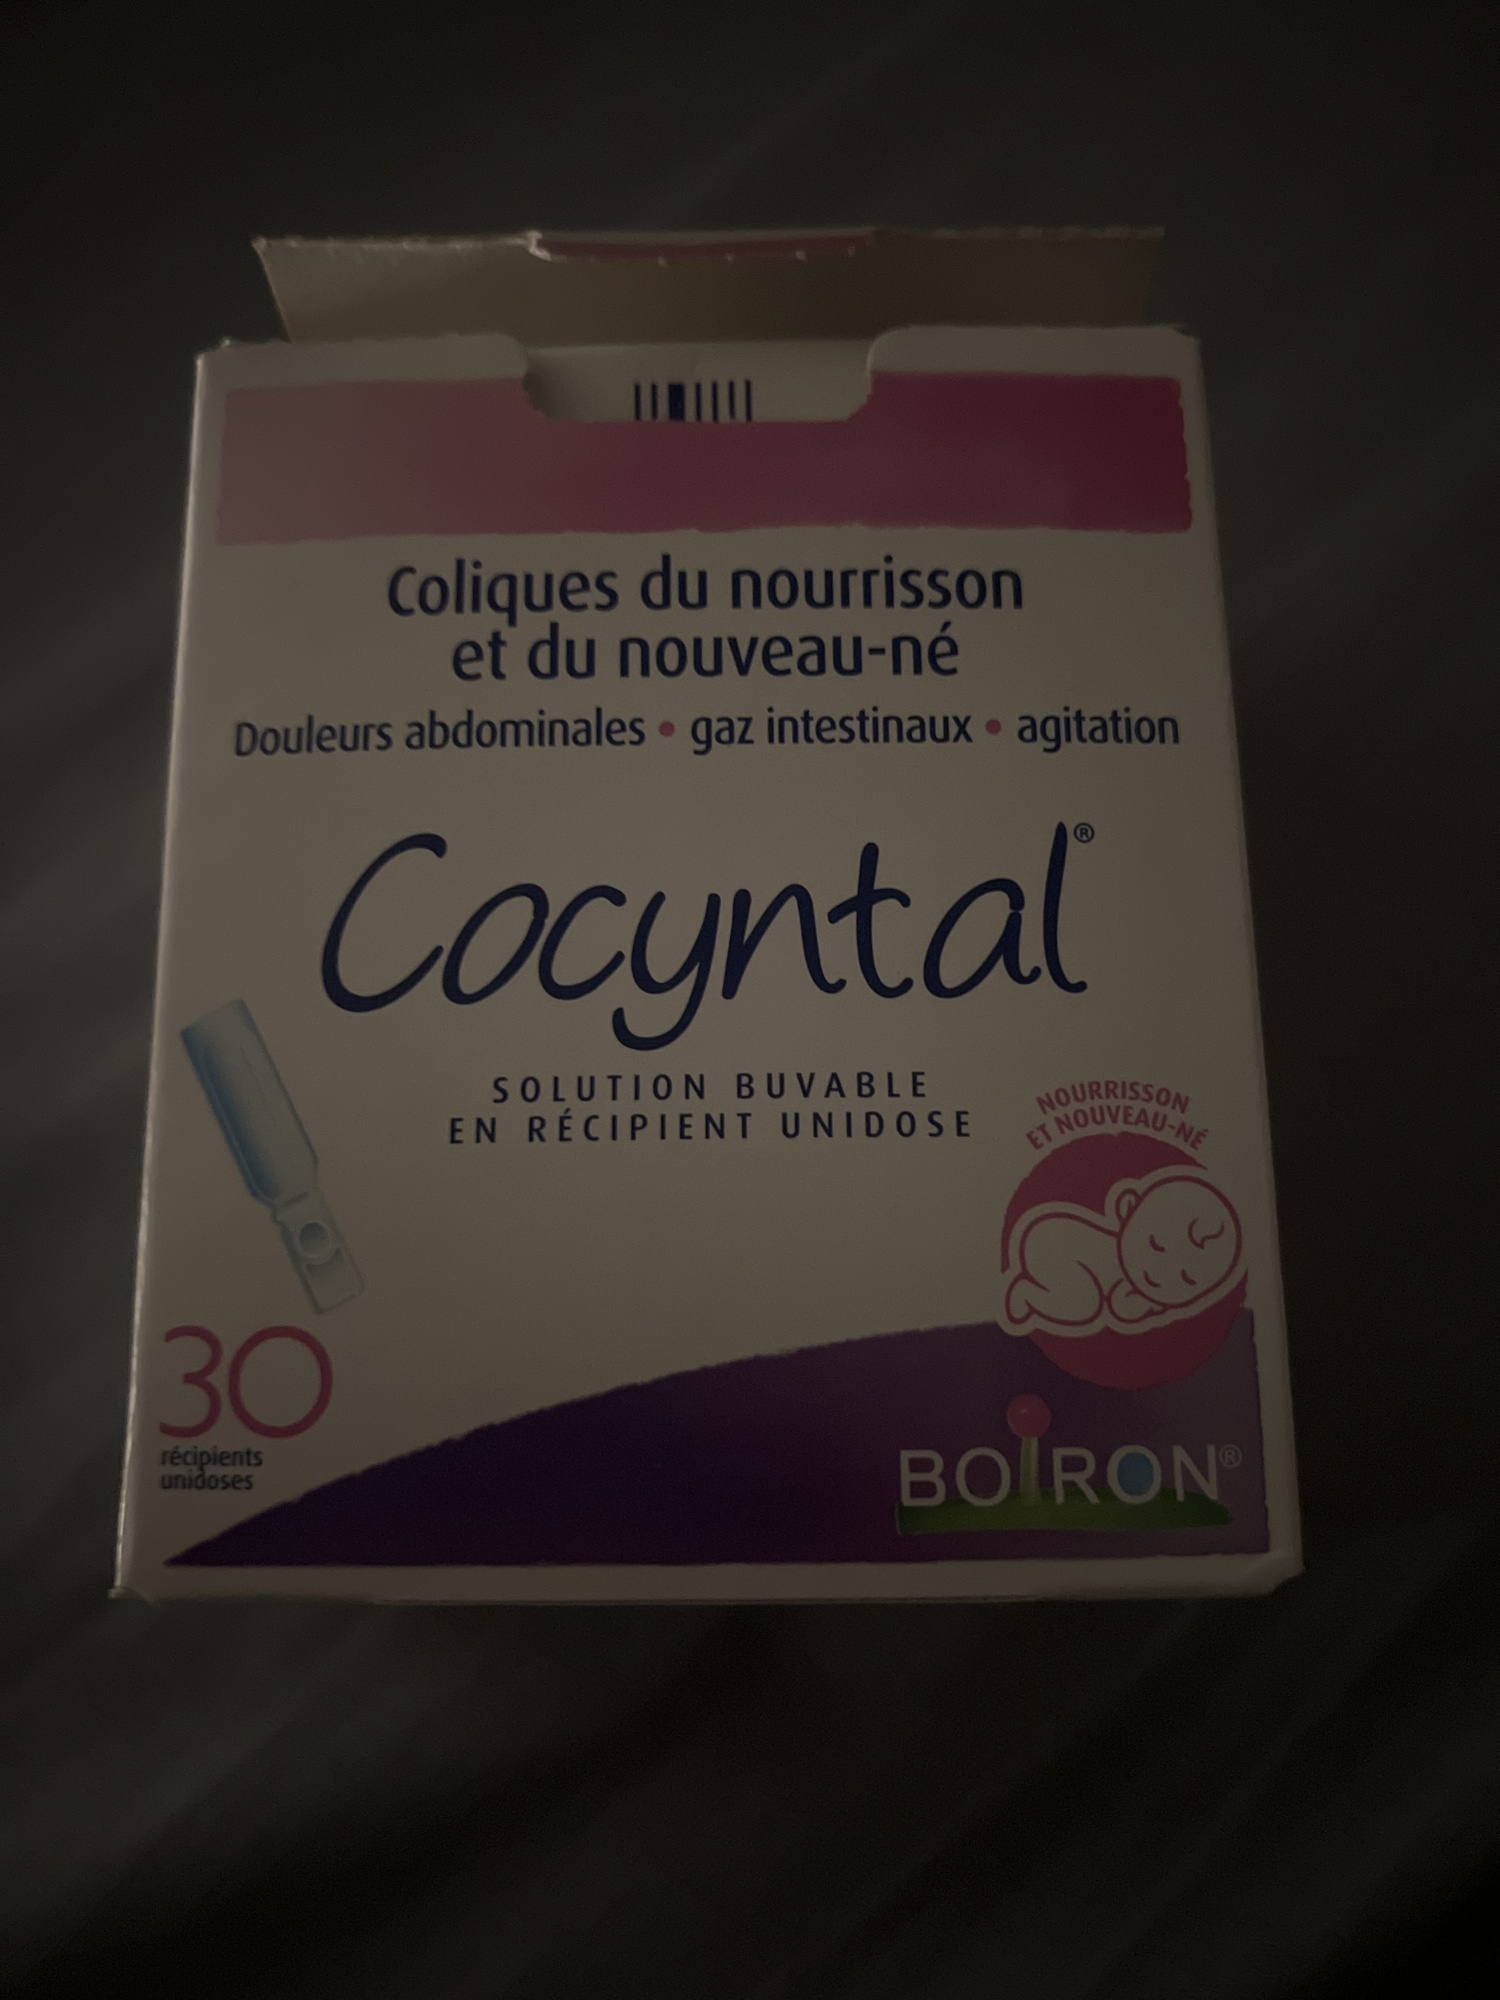 Coliques du nourrisson
et du nouveau-né
Douleurs abdominales • gaz intestinaux • agitation
Cocyntal®
SOLUTION BUVABLE
EN RÉCIPIENT UNIDOSE
NOURRISSON
ET NOUVEAU-NÉ
30
récipients
unidoses
BOIRON®